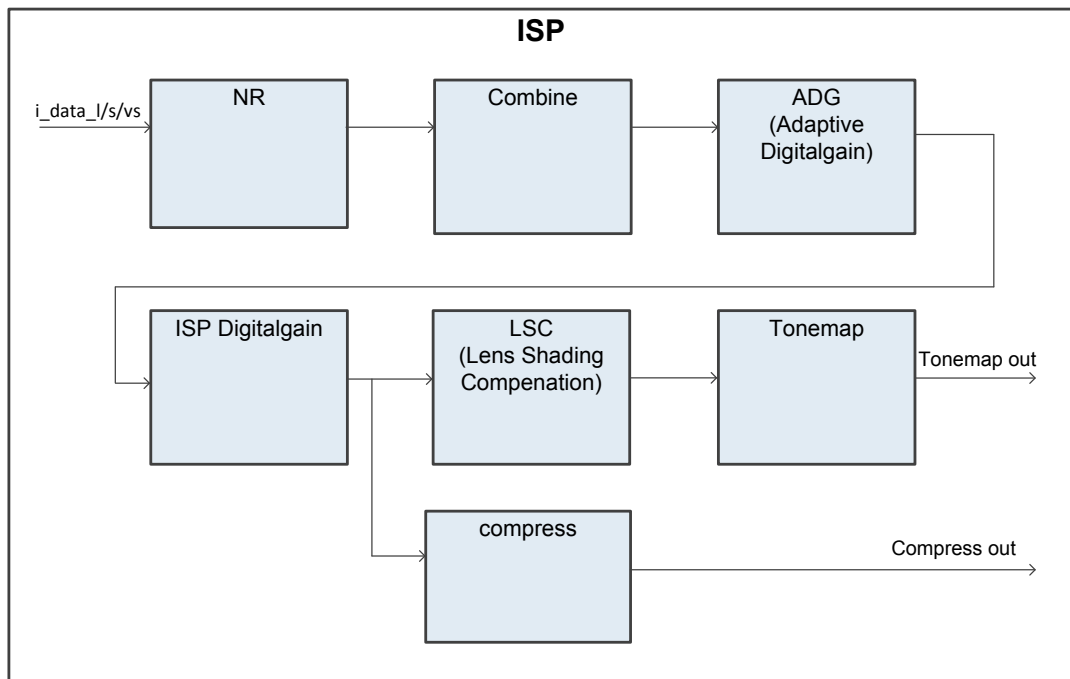 ISP
i_data_l/s/vs
NR
Combine
ADG
(Adaptive
Digitalgain)
ISP Digitalgain
LSC
(Lens Shading
Compenation)
Tonemap
Tonemap out
compress
Compress out